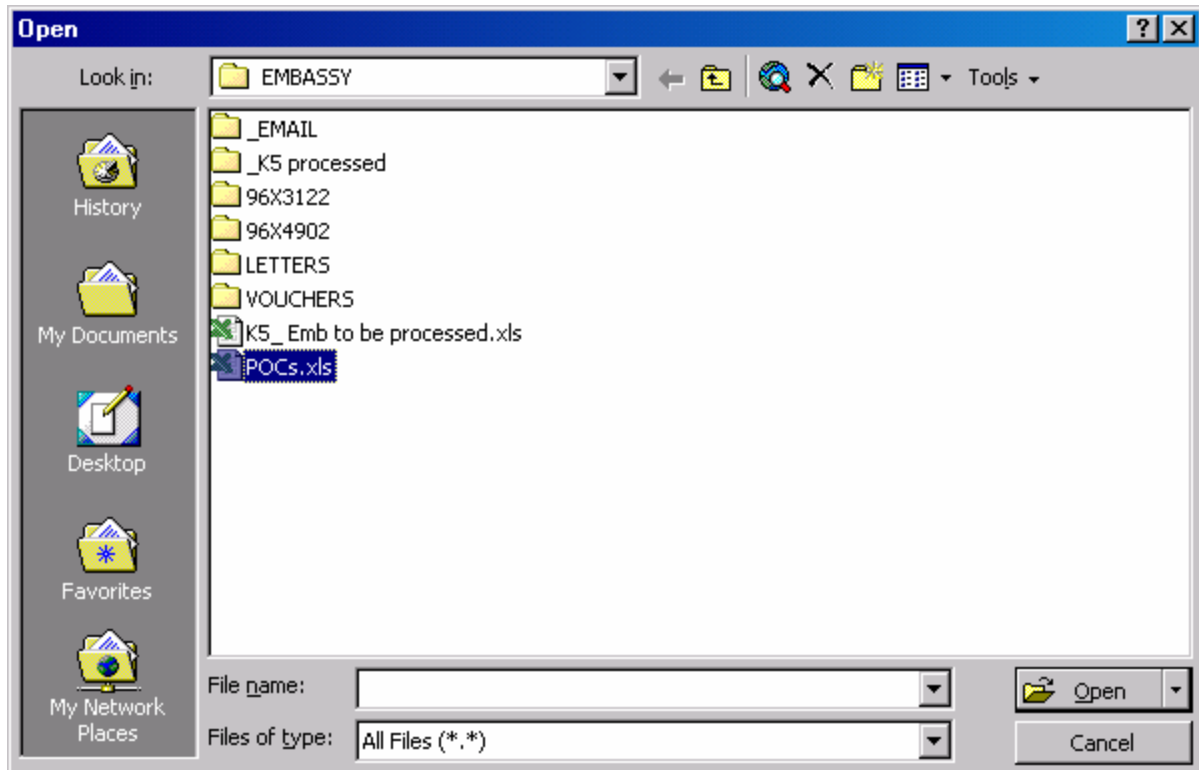 Open
Look in:
EMBASSY
Tools
History
My Documents
Desktop
Favorites
My Network
Places
_EMAIL
_K5 processed
96X3122
96X4902
LETTERS
VOUCHERS
K5_ Emb to be processed.xls
POCs.xls
File name:
Open
Files of type:
All Files (*.*)
Cancel